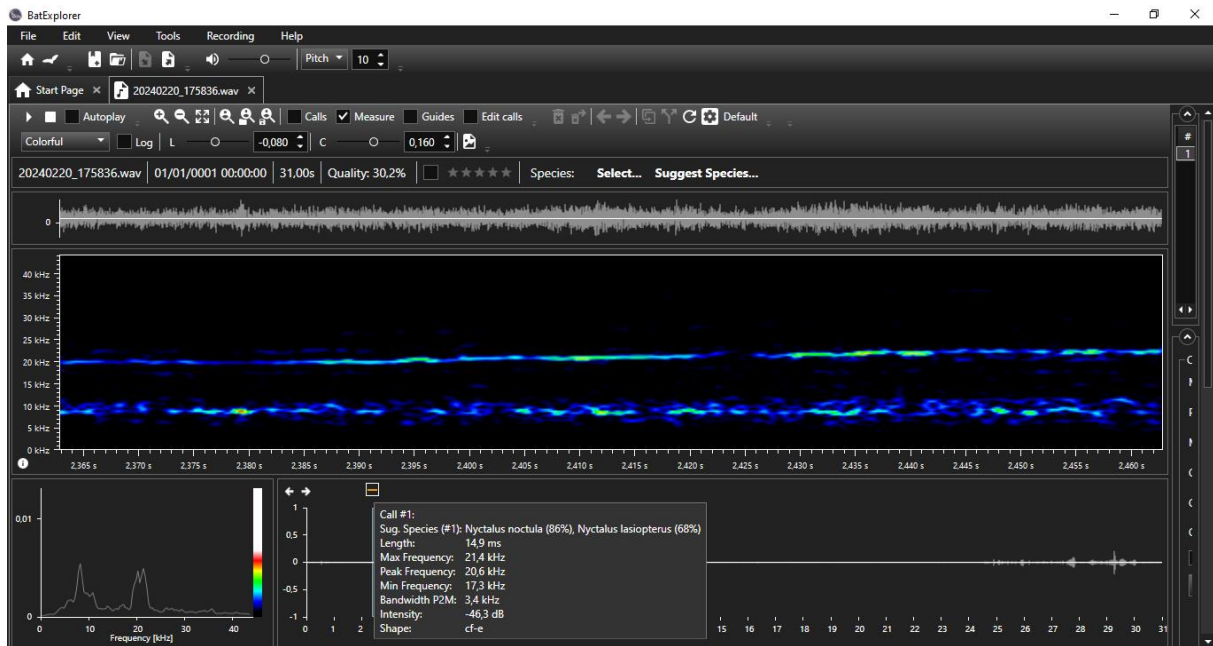 BatExplorer
File Edit View Tools Recording Help
Pitch 10
Start Page 20240220_175836.wav
Autoplay Calls Measure Guides Edit calls Default
Colorful Log L -0,080 C 0,160
20240220_175836.wav 01/01/0001 00:00:00 31,00s Quality: 30,2% Species: Select... Suggest Species...
#
1
0
40 kHz
35 kHz
30 kHz
25 kHz
20 kHz
15 kHz
10 kHz
5 kHz
0 kHz
2,365 s 2,370 s 2,375 s 2,380 s 2,385 s 2,390 s 2,395 s 2,400 s 2,405 s 2,410 s 2,415 s 2,420 s 2,425 s 2,430 s 2,435 s 2,440 s 2,445 s 2,450 s 2,455 s 2,460 s
0,01
0
0 10 20 30 40
Frequency [kHz]
1
0,5
0
-0,5
-1
0 1 2 15 16 17 18 19 20 21 22 23 24 25 26 27 28 29 30 31
Call #1:
Sug. Species (#1): Nyctalus noctula (86%), Nyctalus lasiopterus (68%)
Length: 14,9 ms
Max Frequency: 21,4 kHz
Peak Frequency: 20,6 kHz
Min Frequency: 17,3 kHz
Bandwidth P2M: 3,4 kHz
Intensity: -46,3 dB
Shape: cf-e